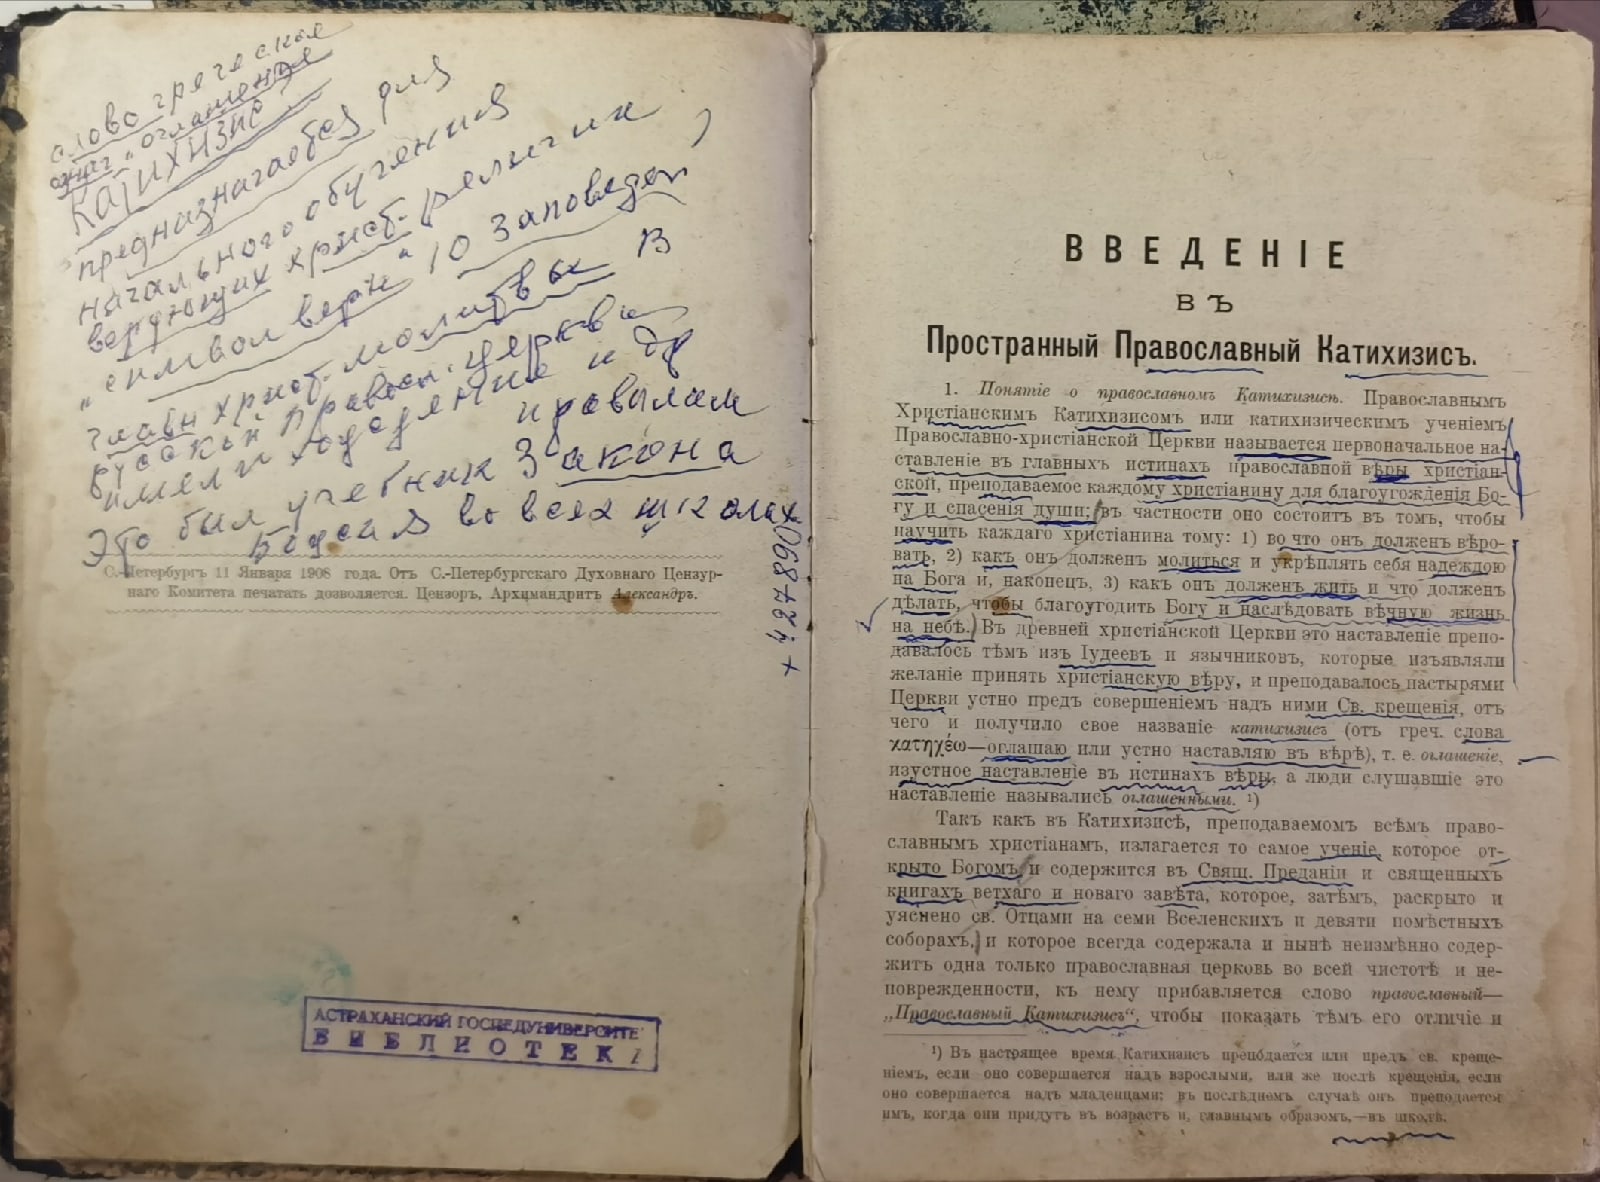 слово греческое
знач. „оглашение"
КАТИХИЗИС
предназначаебся для
начального обучения
верующих хрисt. религии
„символ веры" 10 Заповедей,
главн хрисt. молитвы В
русской Правосл. церкви
имели хождение и др
правилам
Это был учебник Закона
Божия во всех школах
+ 4.278990
С.-Петербургъ 11 Января 1908 года. Отъ С.-Петербургскаго Духовнаго Цензур-
наго Комитета печатать дозволяется. Цензоръ, Архимандритъ Александръ.
АСТРАХАНСКИЙ ГОСПЕДУНИВЕРСИТЕ
БИБЛИОТЕКА
ВВЕДЕНІЕ
ВЪ
Пространный Православный Катихизисъ.
1. Понятіе о православномъ Катихизисѣ. Православнымъ
Христіанскимъ Катихизисомъ или катихизическимъ ученіемъ
Православно-христіанской Церкви называется первоначальное на-
ставленіе въ главныхъ истинахъ православной вѣры христіан-
ской, преподаваемое каждому христіанину для благоугожденія Бо-
гу и спасенія души; въ частности оно состоитъ въ томъ, чтобы
научить каждаго христіанина тому: 1) во что онъ долженъ вѣро-
вать, 2) какъ онъ долженъ молиться и укрѣплять себя надеждою
на Бога и, наконецъ, 3) какъ онъ долженъ жить и что долженъ
дѣлать, чтобы благоугодить Богу и наслѣдовать вѣчную жизнь
на небѣ.) Въ древней христіанской Церкви это наставленіе препо-
давалось тѣмъ изъ Іудеевъ и язычниковъ, которые изъявляли
желаніе принять христіанскую вѣру, и преподавалось пастырями
Церкви устно предъ совершеніемъ надъ ними Св. крещенія, отъ
чего и получило свое названіе катихизисъ (отъ греч. слова
κατηχέω—оглашаю или устно наставляю въ вѣрѣ), т. е. оглашеніе,
изустное наставленіе въ истинахъ вѣры, а люди слушавшіе это
наставленіе назывались оглашенными. ¹)
Такъ какъ въ Катихизисѣ, преподаваемомъ всѣмъ право-
славнымъ христіанамъ, излагается то самое ученіе, которое от-
крыто Богомъ и содержится въ Свящ. Преданіи и священныхъ
книгахъ ветхаго и новаго завѣта, которое, затѣмъ, раскрыто и
уяснено св. Отцами на семи Вселенскихъ и девяти помѣстныхъ
соборахъ, и которое всегда содержала и нынѣ неизмѣнно содер-
житъ одна только православная церковь во всей чистотѣ и не-
поврежденности, къ нему прибавляется слово православный—
„Православный Катихизисъ", чтобы показать тѣмъ его отличіе и
¹) Въ настоящее время Катихизисъ преподается или предъ св. креще-
ніемъ, если оно совершается надъ взрослыми, или же послѣ крещенія, если
оно совершается надъ младенцами: въ послѣднемъ случаѣ онъ преподается
имъ, когда они придутъ въ возрастъ и, главнымъ образомъ,—въ школѣ.